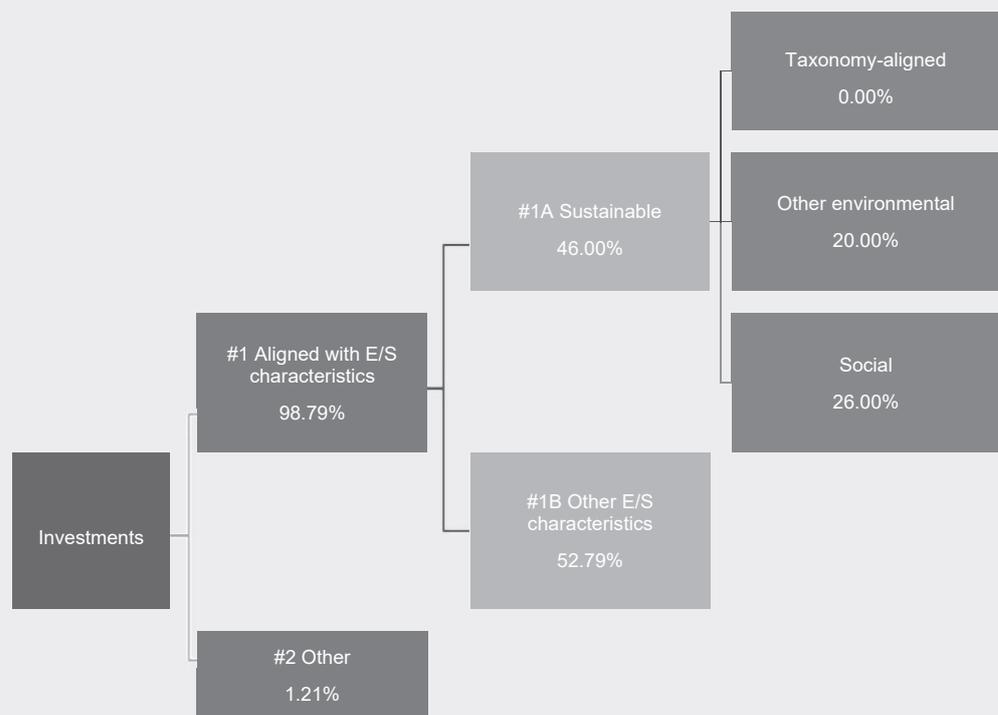 Taxonomy-aligned
0.00%
#1A Sustainable
46.00%
Other environmental
20.00%
#1 Aligned with E/S
characteristics
98.79%
Social
26.00%
Investments
#1B Other E/S
characteristics
52.79%
#2 Other
1.21%